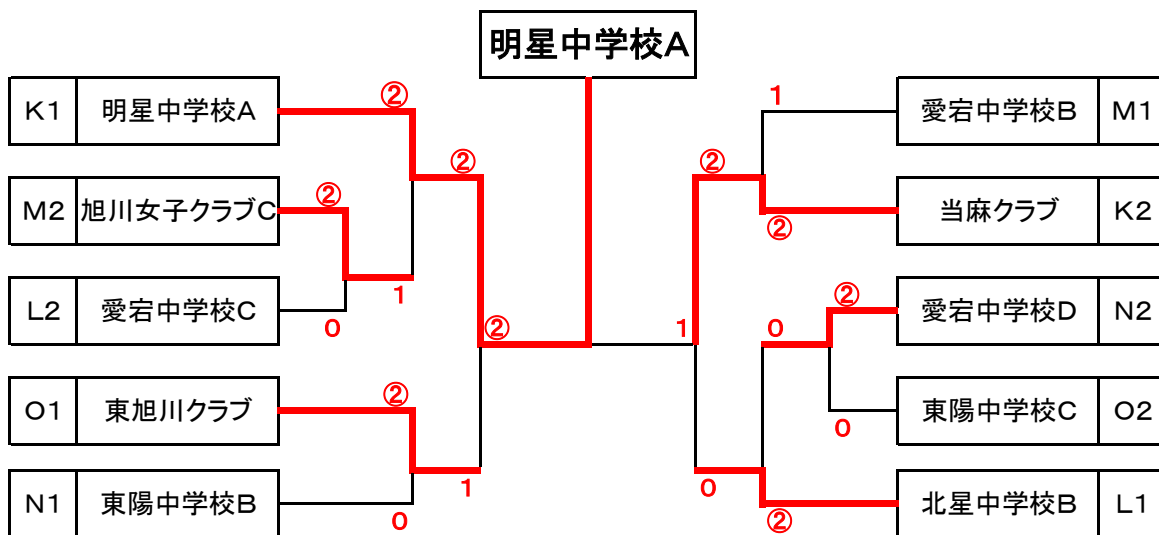 明星中学校A
K1 明星中学校A ②
1 愛宕中学校B M1
②
②
M2 旭川女子クラブC ②
当麻クラブ K2
②
L2 愛宕中学校C
1
0
愛宕中学校D N2
②
②
1
0
O1 東旭川クラブ ②
東陽中学校C O2
0
N1 東陽中学校B
1
0
0
②
北星中学校B L1